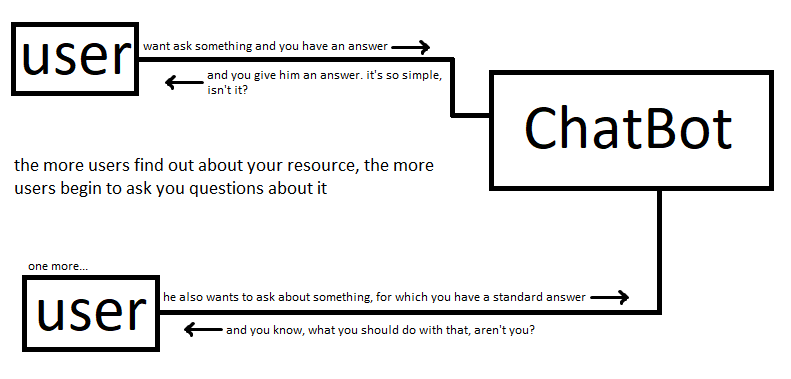 user
want ask something and you have an answer
and you give him an answer. it's so simple,
isn't it?
ChatBot
the more users find out about your resource, the more
users begin to ask you questions about it
one more...
user
he also wants to ask about something, for which you have a standard answer
and you know, what you should do with that, aren't you?